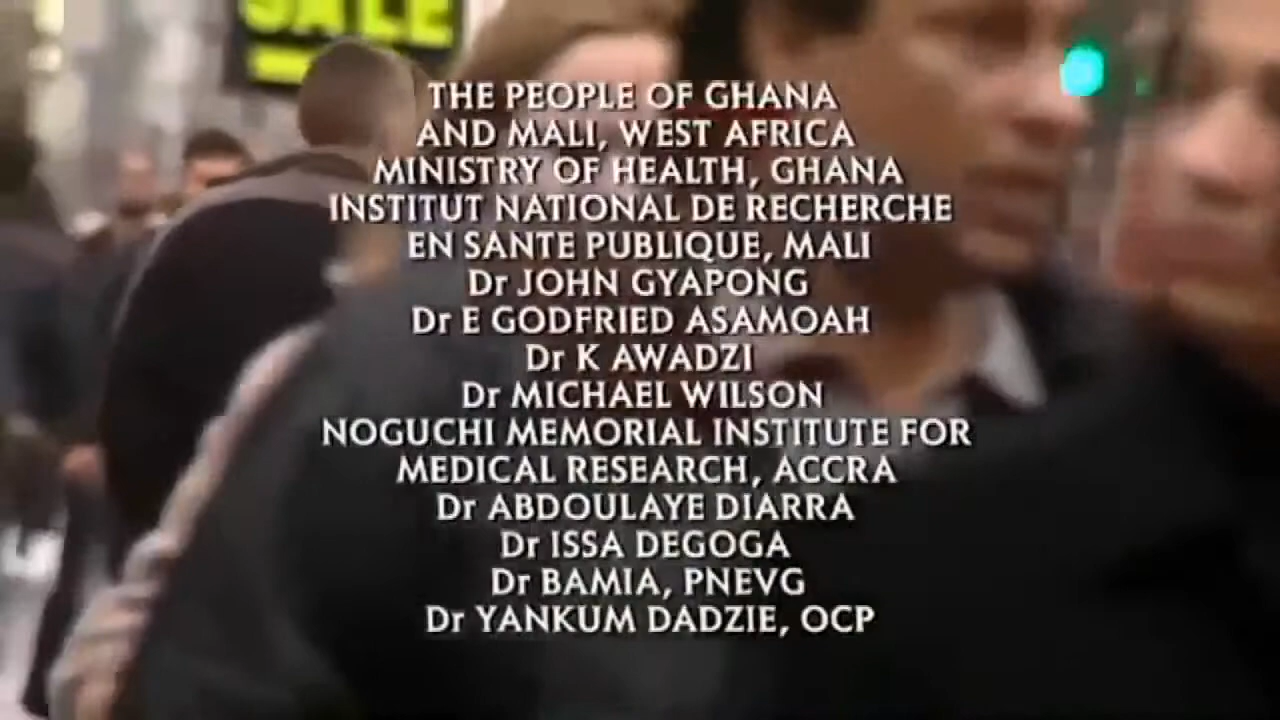 SALE
THE PEOPLE OF GHANA
AND MALI, WEST AFRICA
MINISTRY OF HEALTH, GHANA
INSTITUT NATIONAL DE RECHERCHE
EN SANTE PUBLIQUE, MALI
Dr JOHN GYAPONG
Dr E GODFRIED ASAMOAH
Dr K AWADZI
Dr MICHAEL WILSON
NOGUCHI MEMORIAL INSTITUTE FOR
MEDICAL RESEARCH, ACCRA
Dr ABDOULAYE DIARRA
Dr ISSA DEGOGA
Dr BAMIA, PNEVG
Dr YANKUM DADZIE, OCP